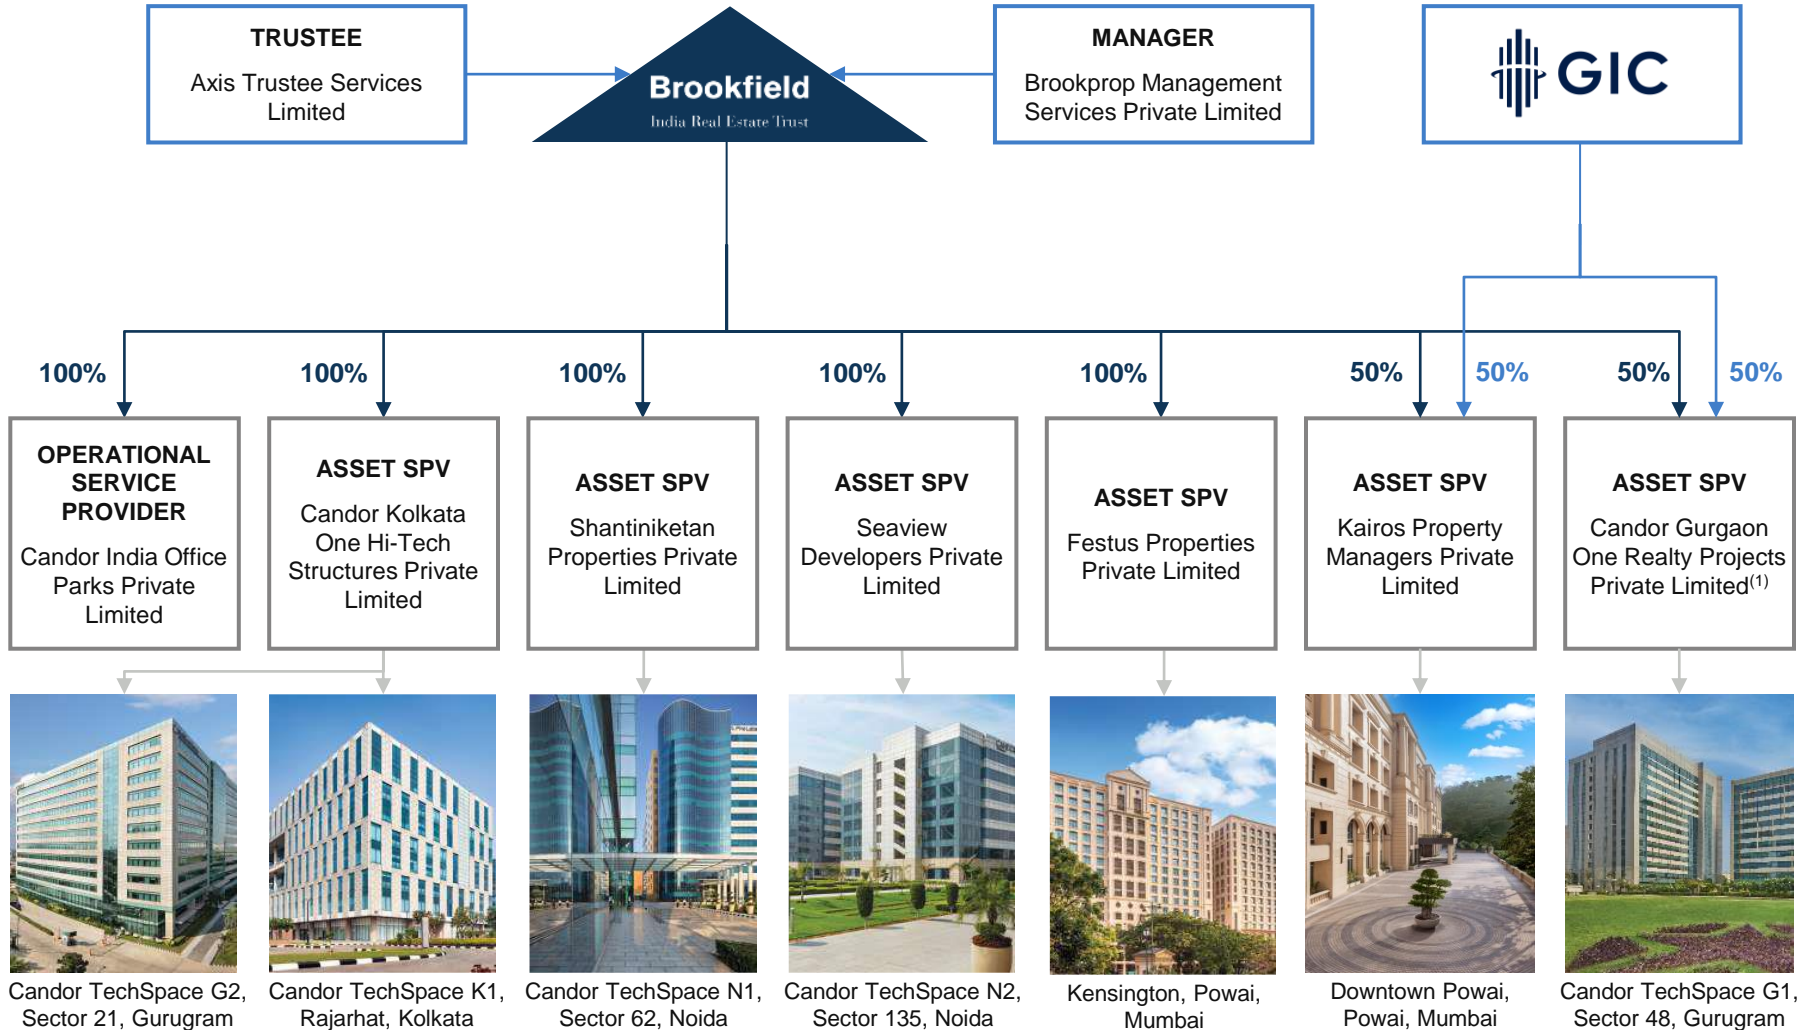 TRUSTEE
Axis Trustee Services
Limited
Brookfield
India Real Estate Trust
MANAGER
Brookprop Management
Services Private Limited
GIC
100%
100%
100%
100%
100%
50%
50%
50%
50%
OPERATIONAL
SERVICE
PROVIDER
Candor India Office
Parks Private
Limited
ASSET SPV
Candor Kolkata
One Hi-Tech
Structures Private
Limited
ASSET SPV
Shantiniketan
Properties Private
Limited
ASSET SPV
Seaview
Developers Private
Limited
ASSET SPV
Festus Properties
Private Limited
ASSET SPV
Kairos Property
Managers Private
Limited
ASSET SPV
Candor Gurgaon
One Realty Projects
Private Limited(1)
Candor TechSpace G2,
Sector 21, Gurugram
Candor TechSpace K1,
Rajarhat, Kolkata
Candor TechSpace N1,
Sector 62, Noida
Candor TechSpace N2,
Sector 135, Noida
Kensington, Powai,
Mumbai
Downtown Powai,
Powai, Mumbai
Candor TechSpace G1,
Sector 48, Gurugram